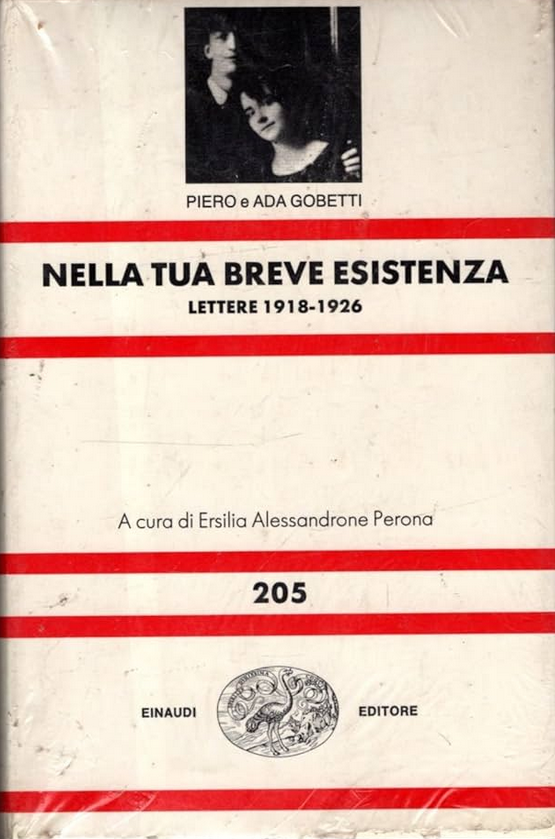 PIERO e ADA GOBETTI
NELLA TUA BREVE ESISTENZA
LETTERE 1918-1926
A cura di Ersilia Alessandrone Perona
205
EINAUDI
EDITORE